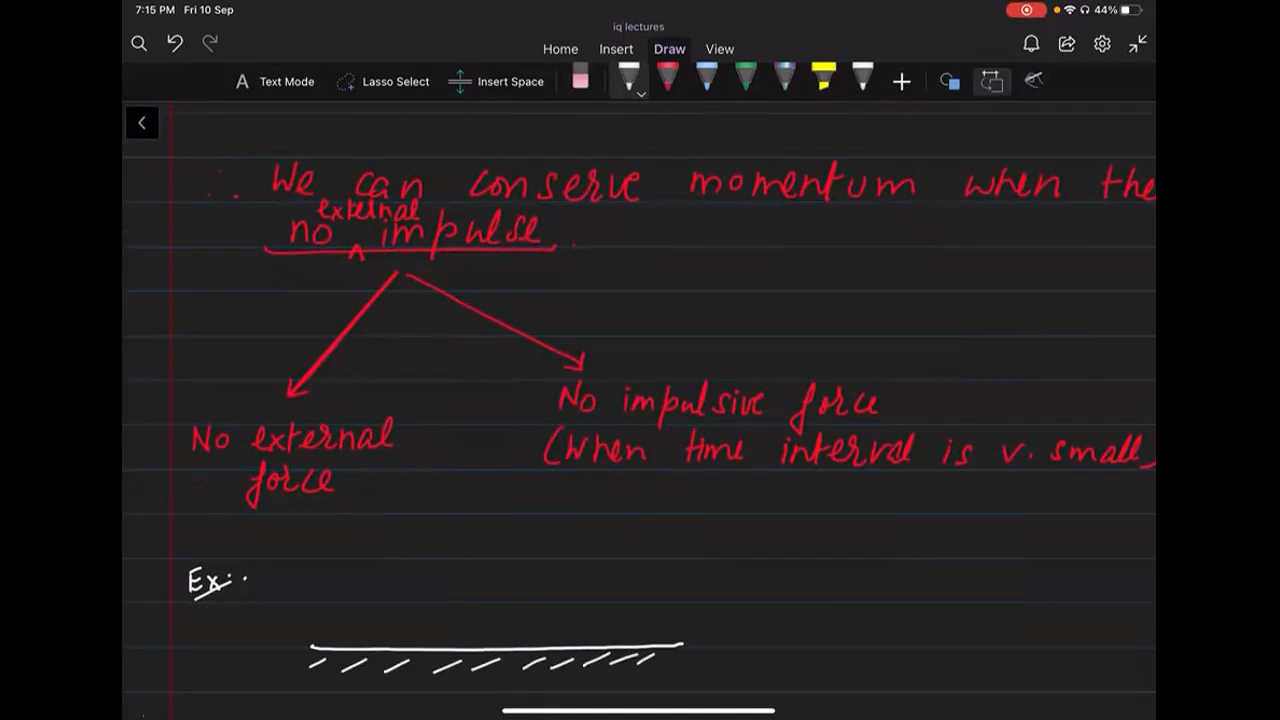 7:15 PM Fri 10 Sep
44%
iq lectures
Home Insert Draw View
Text Mode Lasso Select Insert Space
∴ We can conserve momentum when the
external
no ^ impulse.
No impulsive force
No external (when time interval is v. small)
force
Ex:.